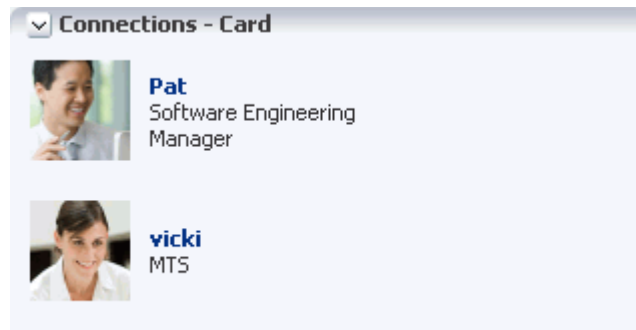 Connections - Card
Pat
Software Engineering
Manager
vicki
MTS